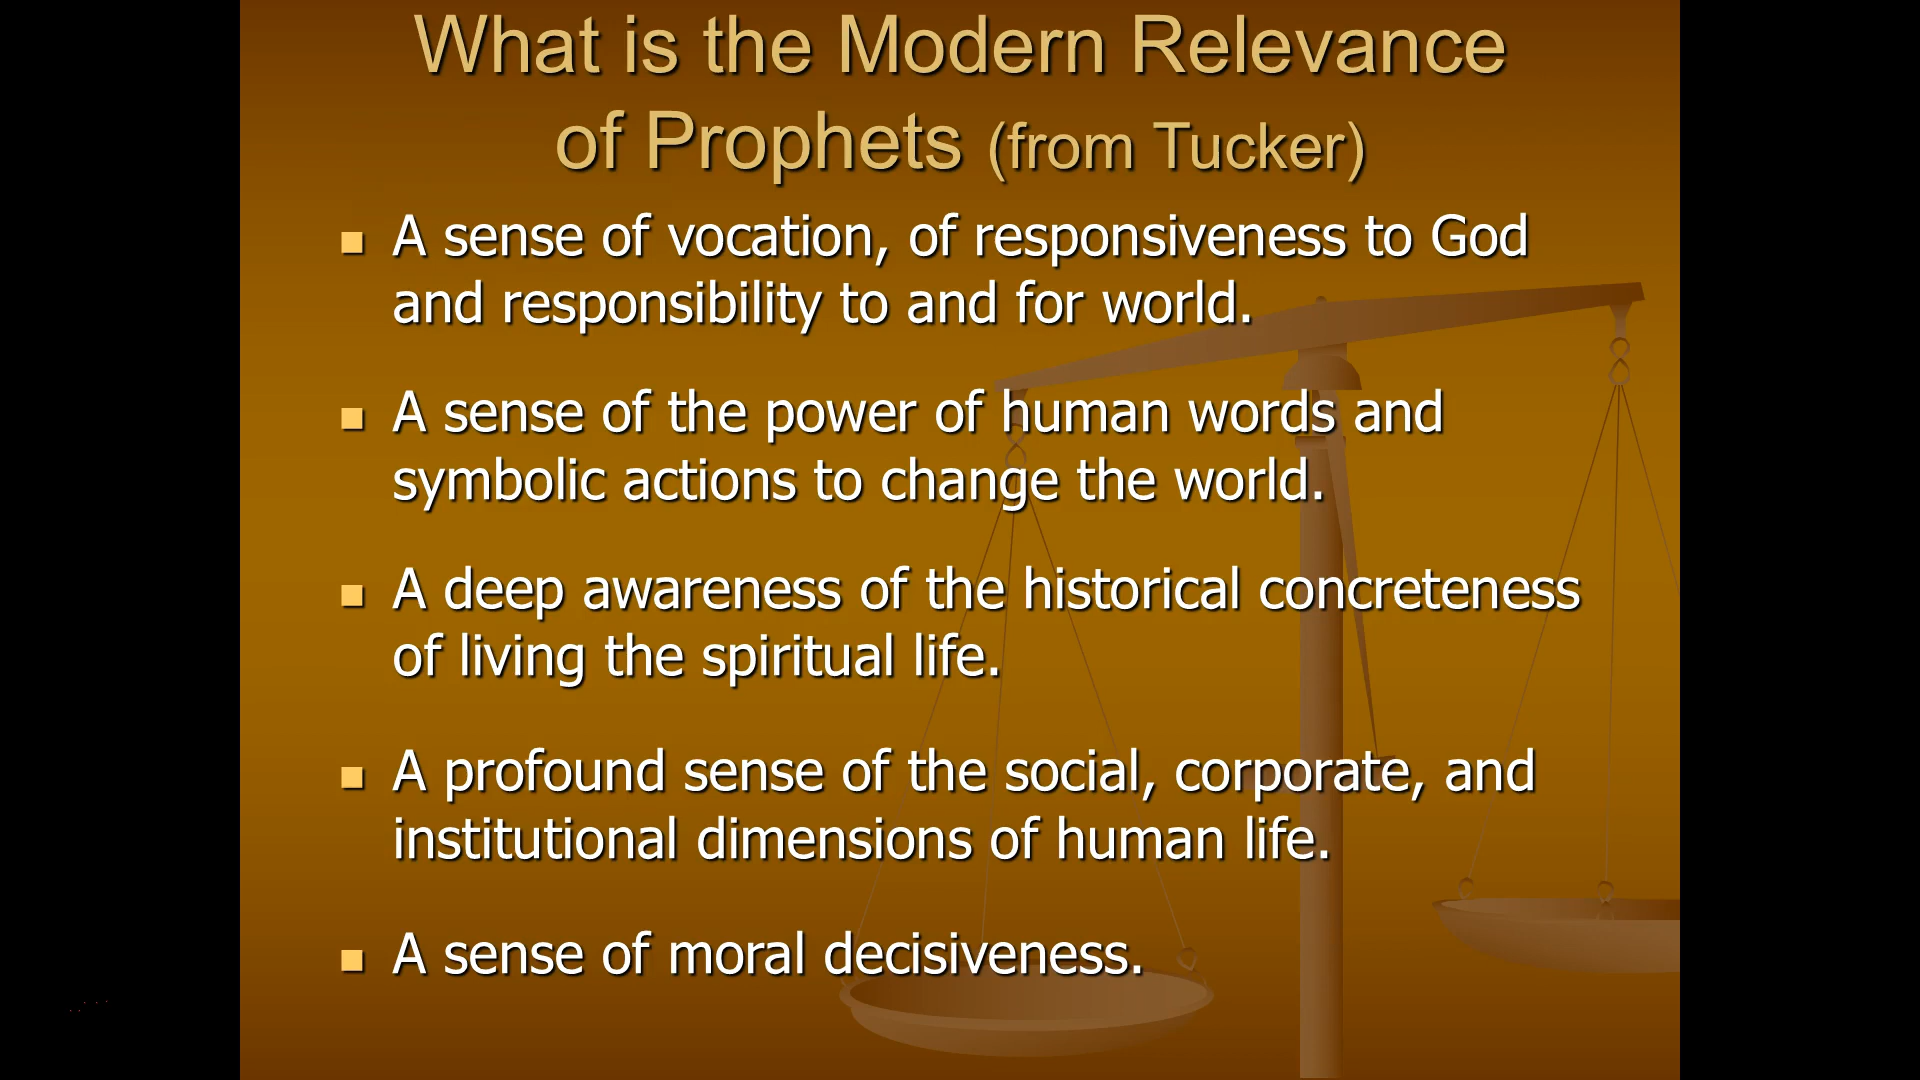 What is the Modern Relevance
of Prophets (from Tucker)
A sense of vocation, of responsiveness to God
and responsibility to and for world.
A sense of the power of human words and
symbolic actions to change the world.
A deep awareness of the historical concreteness
of living the spiritual life.
A profound sense of the social, corporate, and
institutional dimensions of human life.
A sense of moral decisiveness.